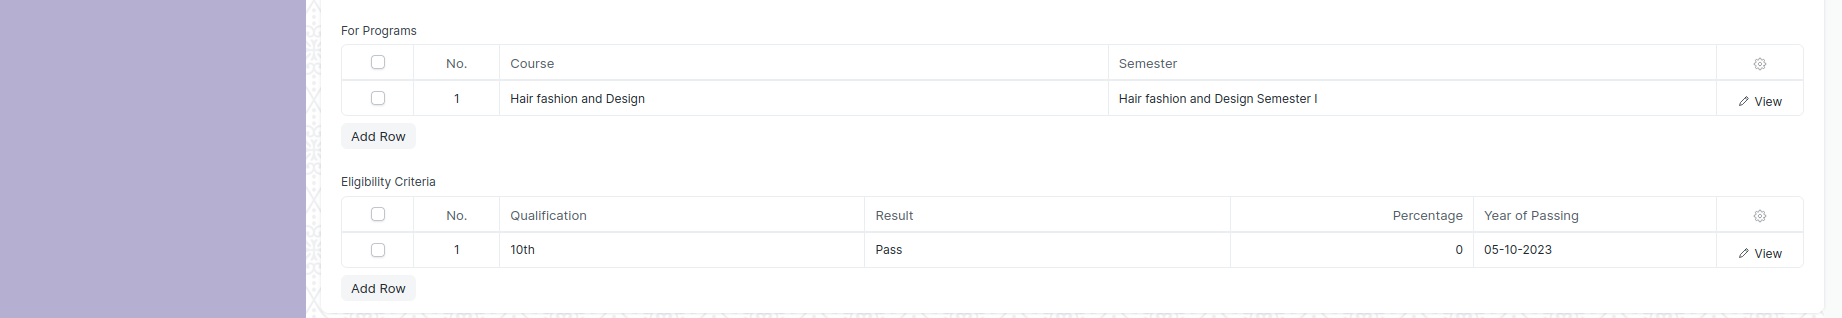 For Programs
No. Course Semester
1 Hair fashion and Design Hair fashion and Design Semester I View
Add Row
Eligibility Criteria
No. Qualification Result Percentage Year of Passing
1 10th Pass 0 05-10-2023 View
Add Row